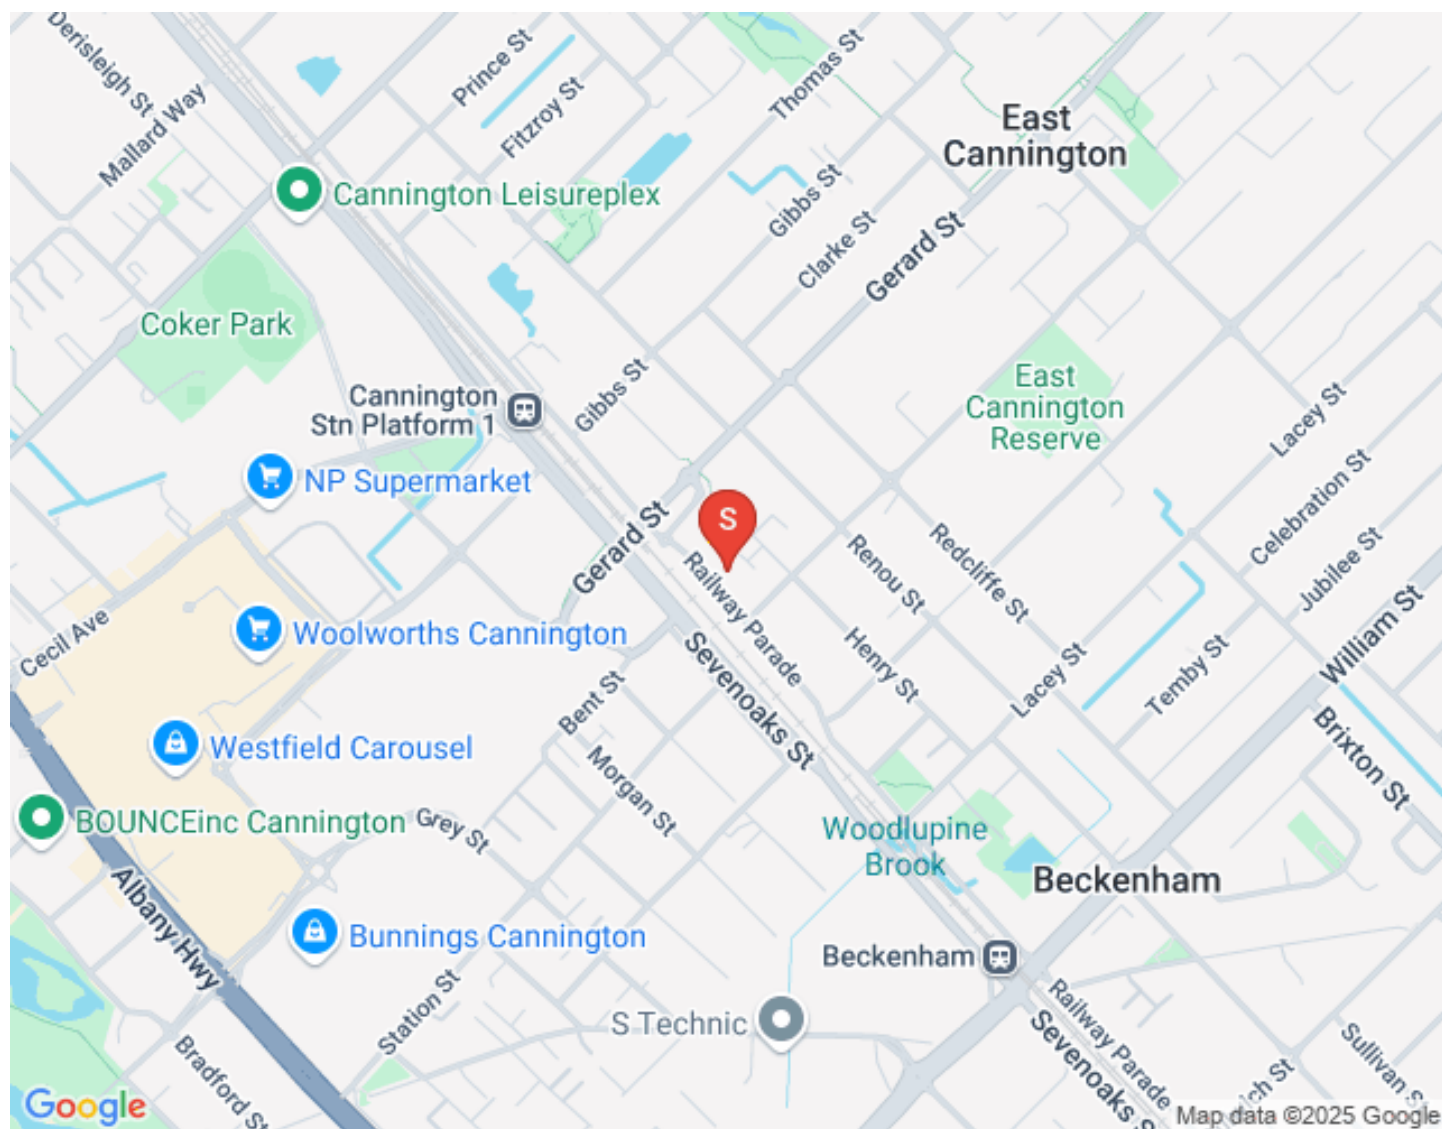 Derisleigh St
Mallard Way
Prince St
Fitzroy St
Thomas St
East
Cannington
Cannington Leisureplex
Gibbs St
Clarke St
Gerard St
Coker Park
Cannington
Stn Platform 1
Gibbs St
East
Cannington
Reserve
Lacey St
NP Supermarket
Celebration St
Gerard St
S
Railway Parade
Renou St
Redcliffe St
Jubilee St
Cecil Ave
Woolworths Cannington
Henry St
Lacey St
Temby St
William St
Sevenoaks St
Bent St
Westfield Carousel
Morgan St
Brixton St
BOUNCEinc Cannington
Grey St
Woodlupine
Brook
Beckenham
Albany Hwy
Bunnings Cannington
Beckenham
Station St
S Technic
Railway Parade
Sevenoaks S
Bradford St
Sullivan S
ich St
Google
Map data ©2025 Google